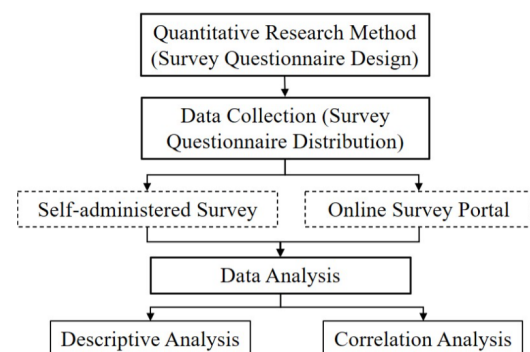 Quantitative Research Method
(Survey Questionnaire Design)
Data Collection (Survey
Questionnaire Distribution)
Self-administered Survey
Online Survey Portal
Data Analysis
Descriptive Analysis
Correlation Analysis